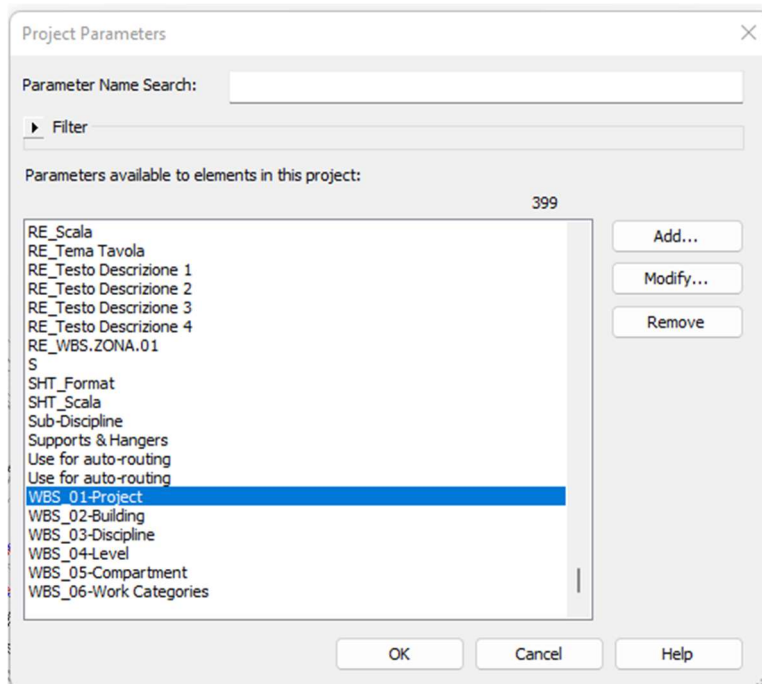 Project Parameters
Parameter Name Search:
Filter
Parameters available to elements in this project:
399
RE_Scala
RE_Tema Tavola
RE_Testo Descrizione 1
RE_Testo Descrizione 2
RE_Testo Descrizione 3
RE_Testo Descrizione 4
RE_WBS.ZONA.01
S
SHT_Format
SHT_Scala
Sub-Discipline
Supports & Hangers
Use for auto-routing
Use for auto-routing
WBS_01-Project
WBS_02-Building
WBS_03-Discipline
WBS_04-Level
WBS_05-Compartment
WBS_06-Work Categories
Add...
Modify...
Remove
OK
Cancel
Help